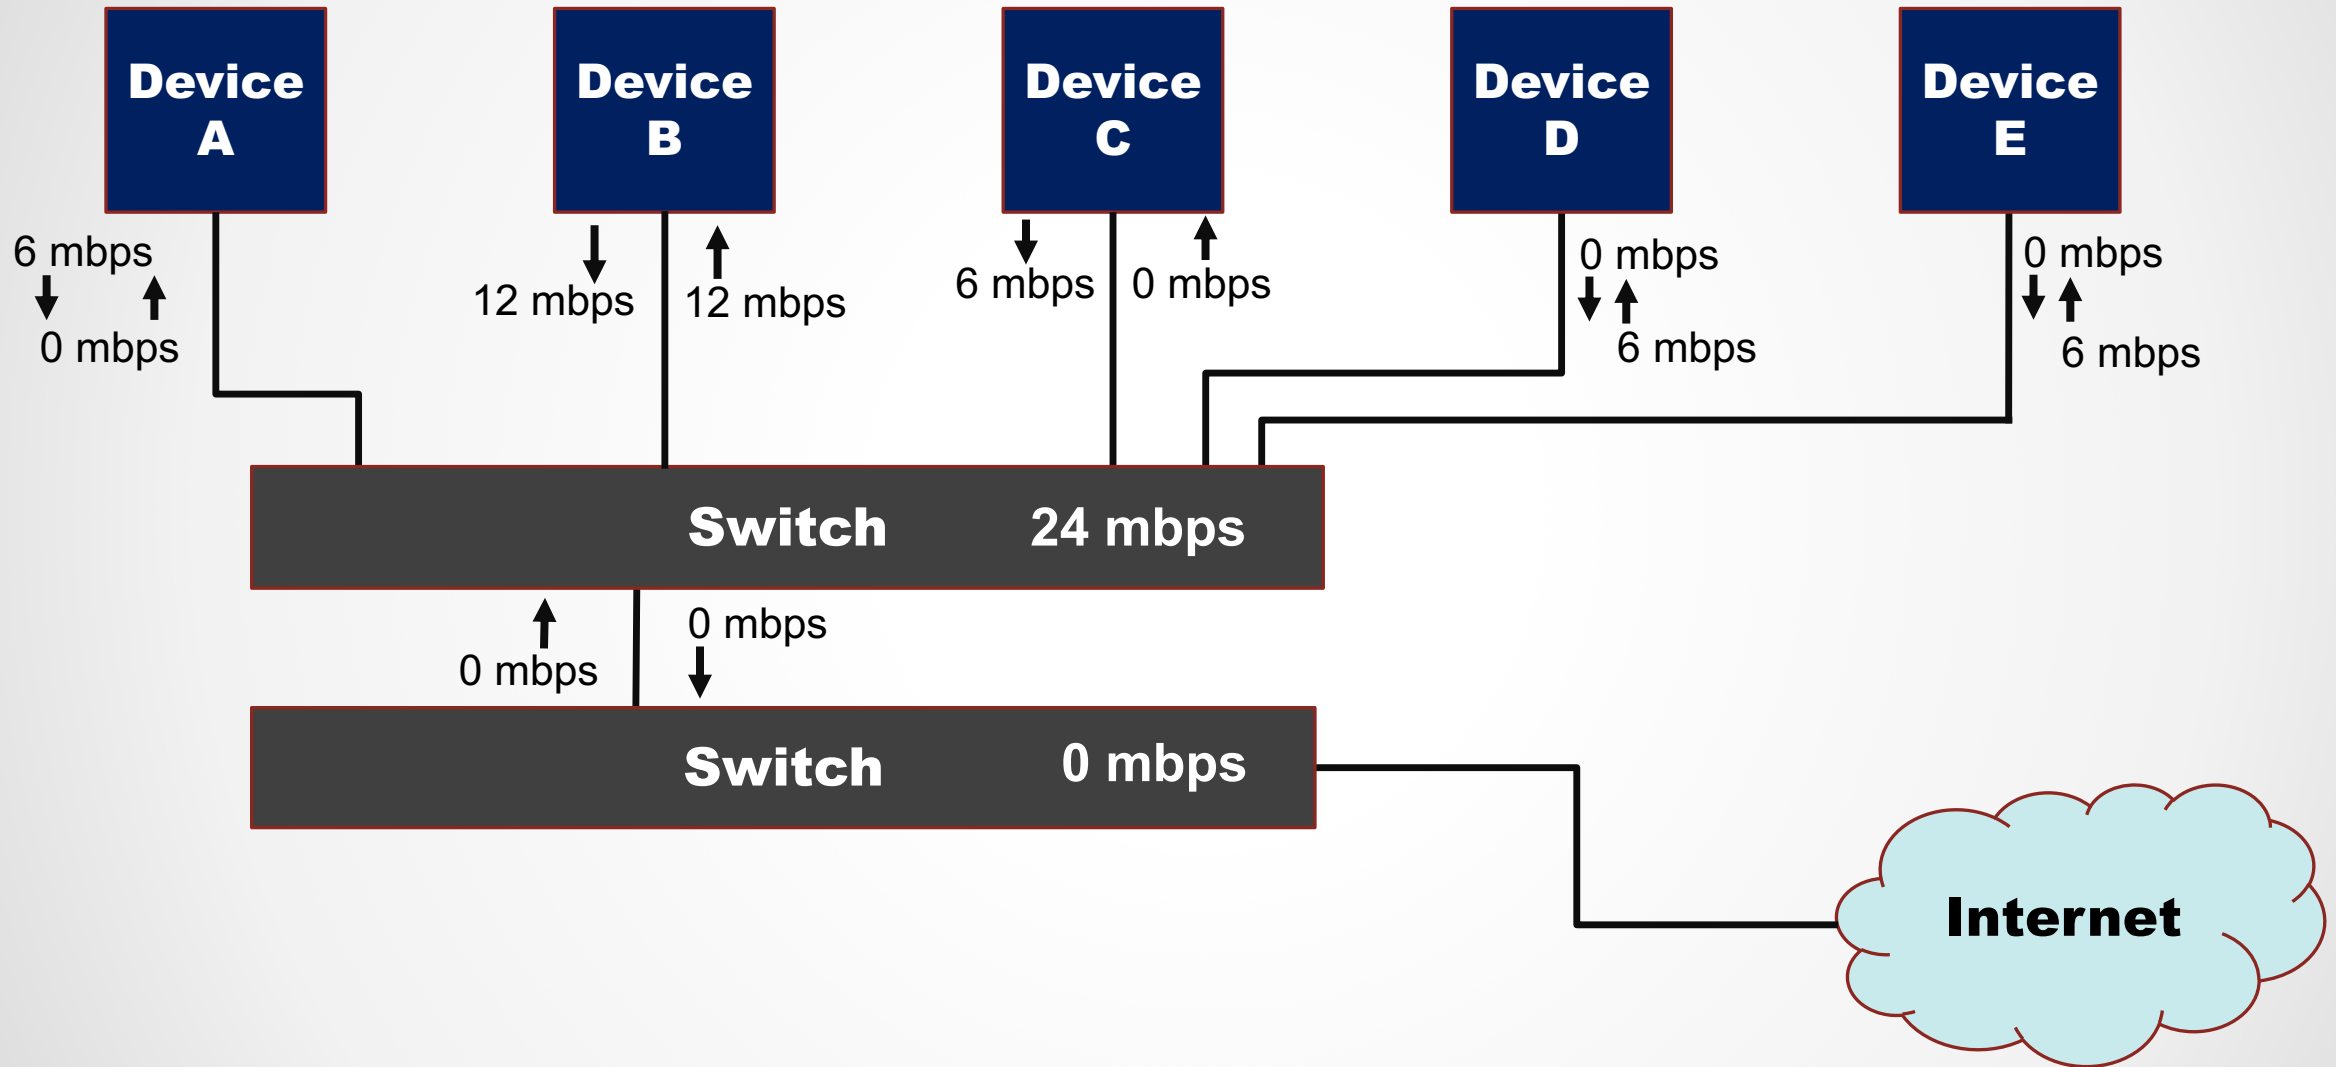 Device
A
Device
B
Device
C
Device
D
Device
E
6 mbps
0 mbps
12 mbps
12 mbps
6 mbps
0 mbps
0 mbps
6 mbps
0 mbps
6 mbps
Switch 24 mbps
0 mbps
0 mbps
Switch 0 mbps
Internet